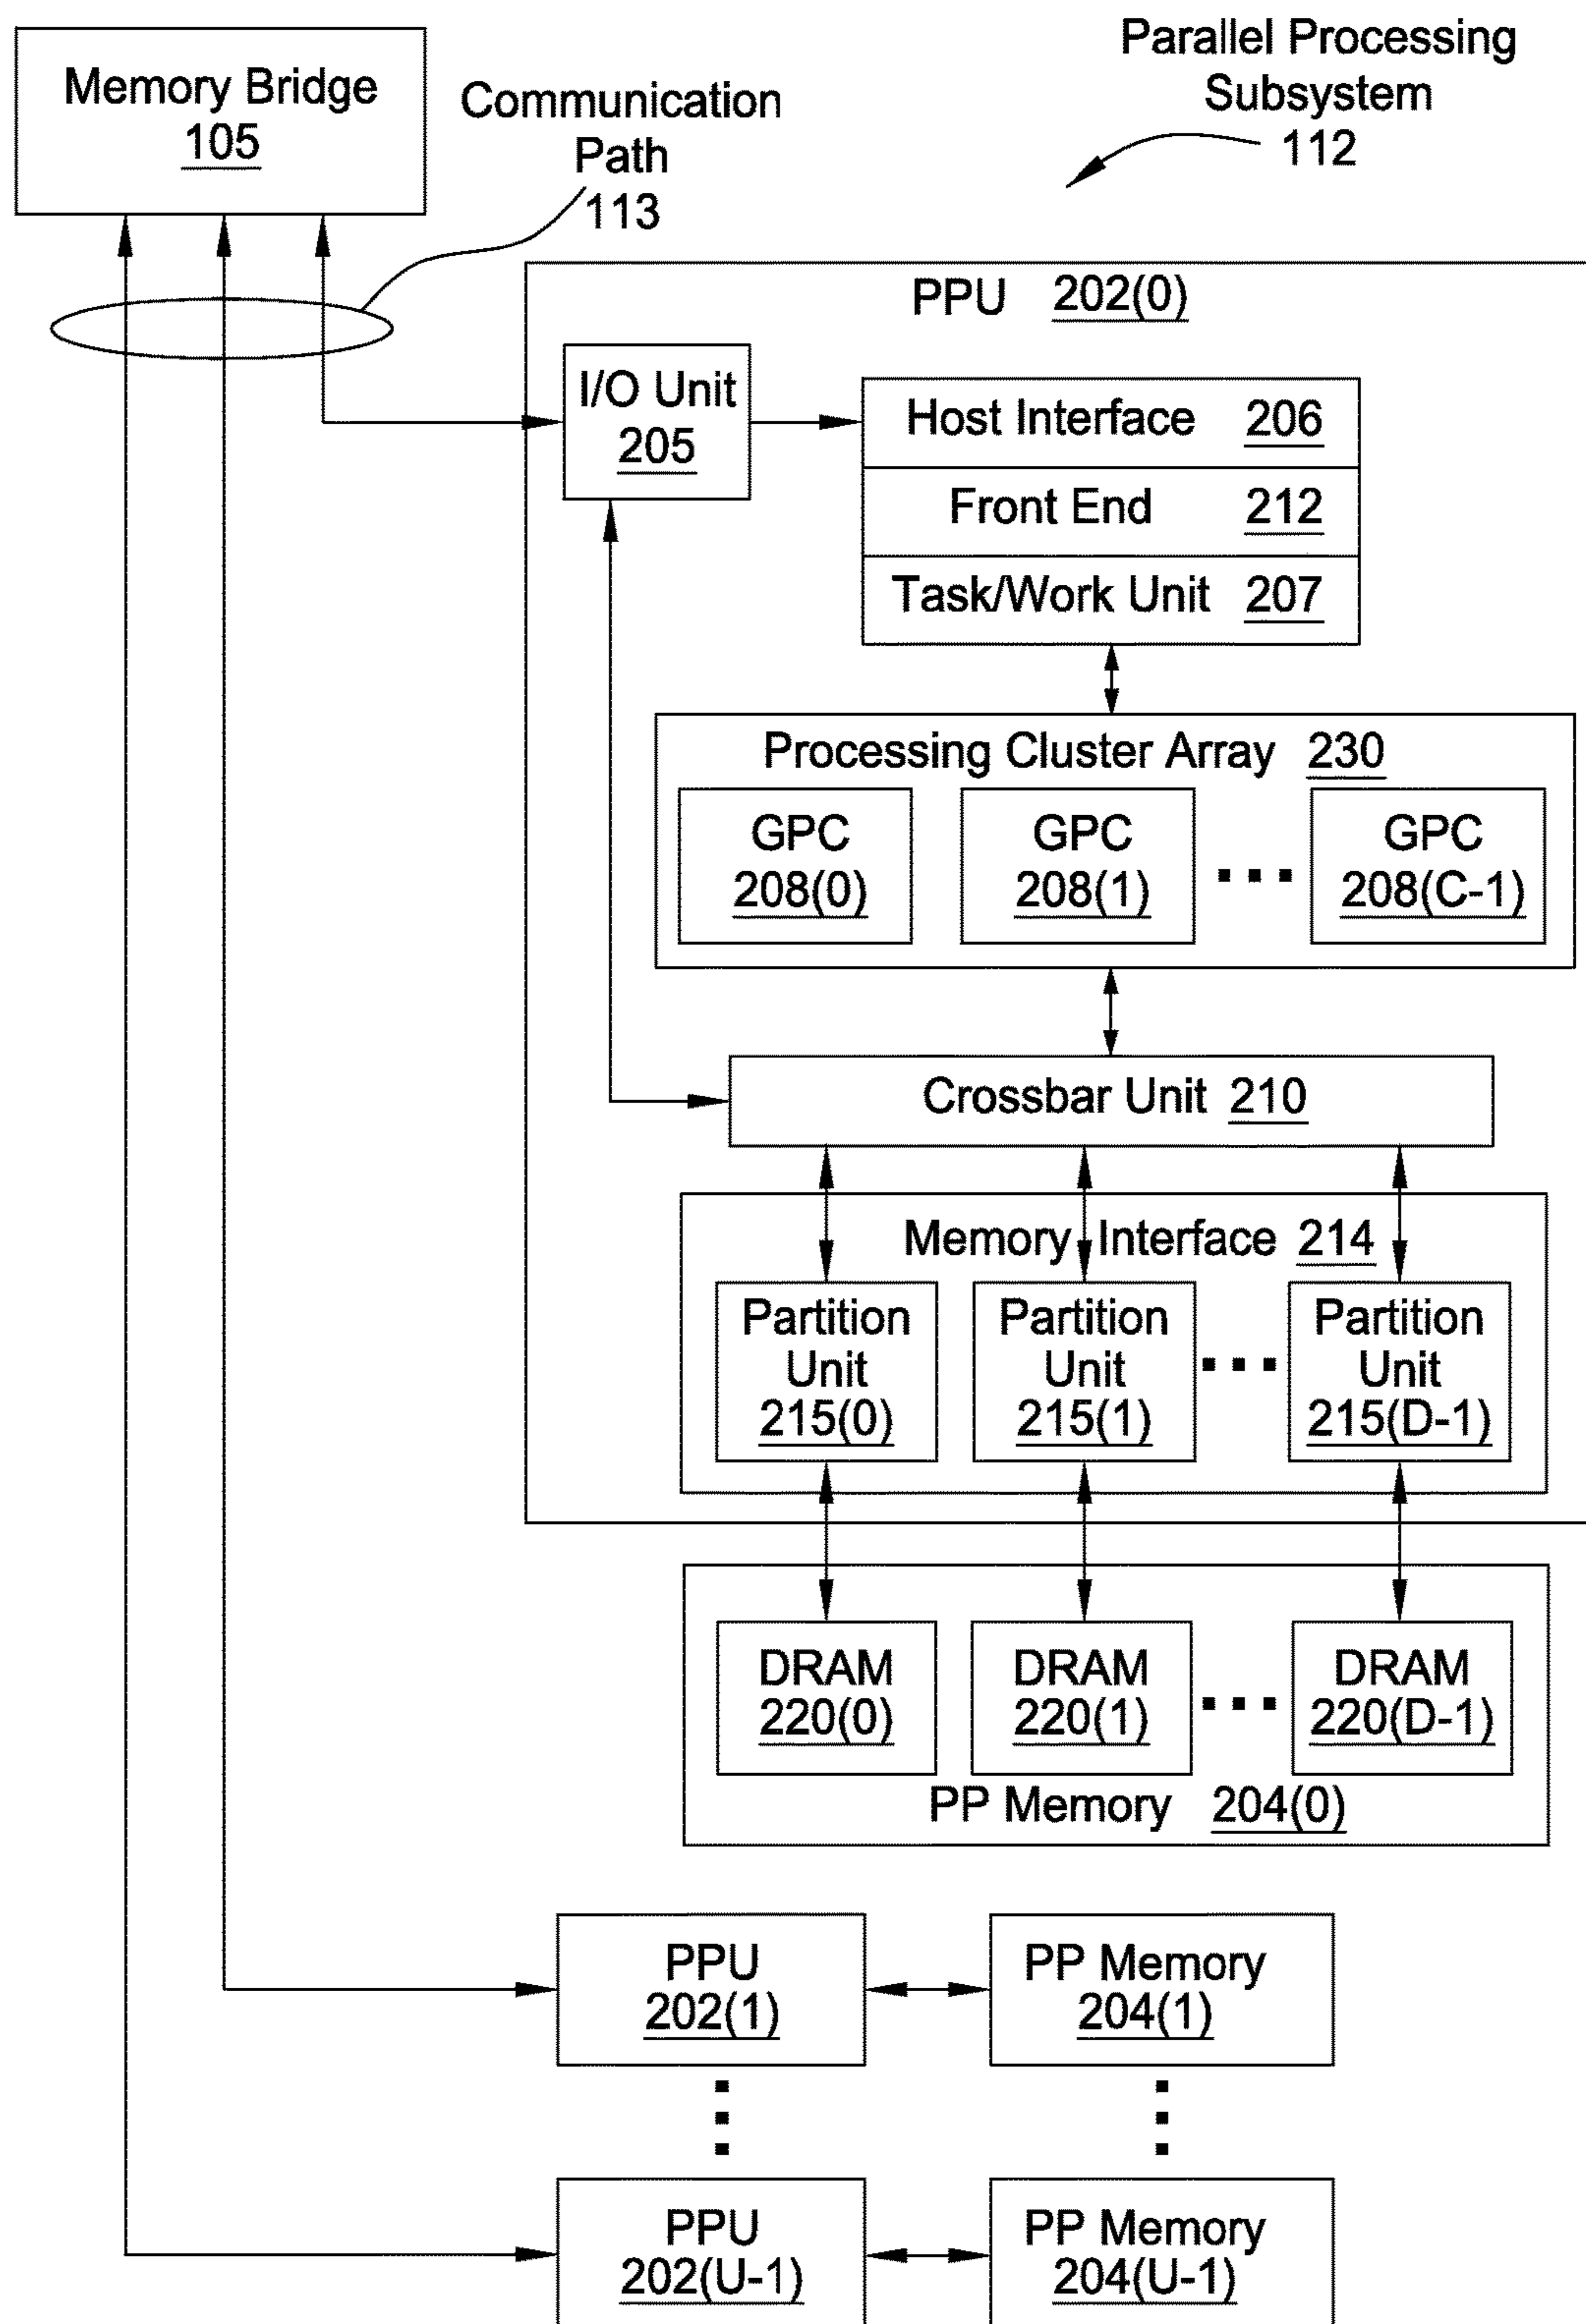 Parallel Processing
Subsystem
112
Memory Bridge
105
Communication
Path
113
PPU 202(0)
I/O Unit
205
Host Interface 206
Front End 212
Task/Work Unit 207
Processing Cluster Array 230
GPC
208(0)
GPC
208(1)
GPC
208(C-1)
Crossbar Unit 210
Memory Interface 214
Partition
Unit
215(0)
Partition
Unit
215(1)
Partition
Unit
215(D-1)
DRAM
220(0)
DRAM
220(1)
DRAM
220(D-1)
PP Memory 204(0)
PPU
202(1)
PP Memory
204(1)
PPU
202(U-1)
PP Memory
204(U-1)